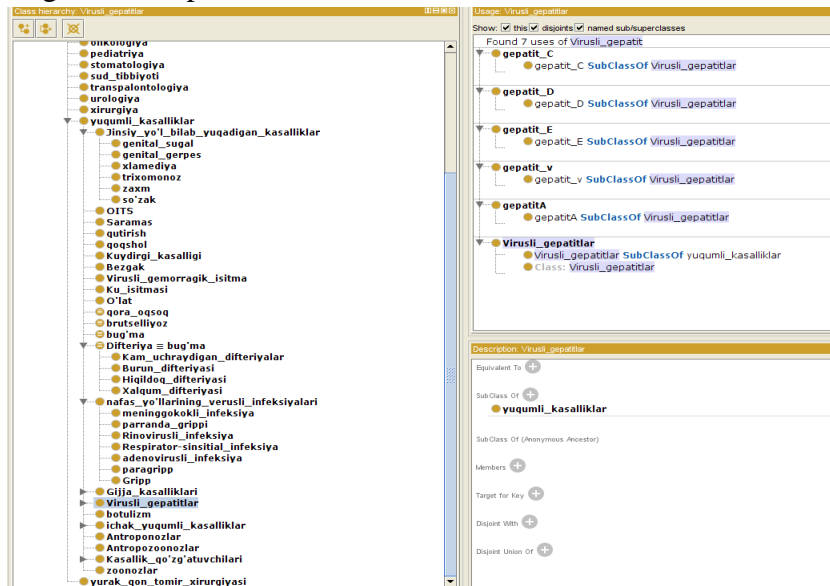 Class hierarchy: Virusli_gepatitlar
onkologiya
pediatriya
stomatologiya
sud_tibbiyoti
transpalontologiya
urologiya
xirurgiya
yuqumli_kasalliklar
Jinsiy_yo'l_bilab_yuqadigan_kasalliklar
genital_sugal
genital_gerpes
xlamediya
trixomonoz
zaxm
so'zak
OITS
Saramas
qutirish
qoqshol
Kuydirgi_kasalligi
Bezgak
Virusli_gemorragik_isitma
Ku_isitmasi
O'lat
qora_oqsoq
brutselliyoz
bug'ma
Difteriya ≡ bug'ma
Kam_uchraydigan_difteriyalar
Burun_difteriyasi
Hiqildoq_difteriyasi
Xalqum_difteriyasi
nafas_yo'llarining_verusli_infeksiyalari
meninggokokli_infeksiya
parranda_grippi
Rinovirusli_infeksiya
Respirator-sinsitial_infeksiya
adenovirusli_infeksiya
paragripp
Gripp
Gijja_kasalliklari
Virusli_gepatitlar
botulizm
ichak_yuqumli_kasalliklar
Antroponozlar
Antropozoonozlar
Kasallik_qo'zg'atuvchilari
zoonozlar
yurak_qon_tomir_xirurgiyasi
Usage: Virusli_gepatitlar
Show: this disjoints named sub/superclasses
Found 7 uses of Virusli_gepatit
gepatit_C
gepatit_C SubClassOf Virusli_gepatitlar
gepatit_D
gepatit_D SubClassOf Virusli_gepatitlar
gepatit_E
gepatit_E SubClassOf Virusli_gepatitlar
gepatit_v
gepatit_v SubClassOf Virusli_gepatitlar
gepatitA
gepatitA SubClassOf Virusli_gepatitlar
Virusli_gepatitlar
Virusli_gepatitlar SubClassOf yuqumli_kasalliklar
Class: Virusli_gepatitlar
Description: Virusli_gepatitlar
Equivalent To
SubClass Of
yuqumli_kasalliklar
SubClass Of (Anonymous Ancestor)
Members
Target for Key
Disjoint With
Disjoint Union Of